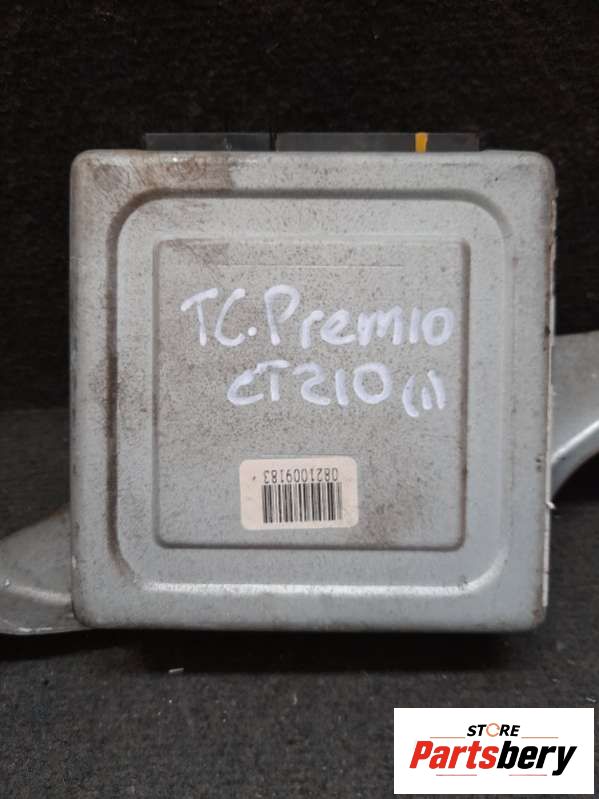 TC.Premio
CT210 (1)
0821009183 *
STORE
Partsbery